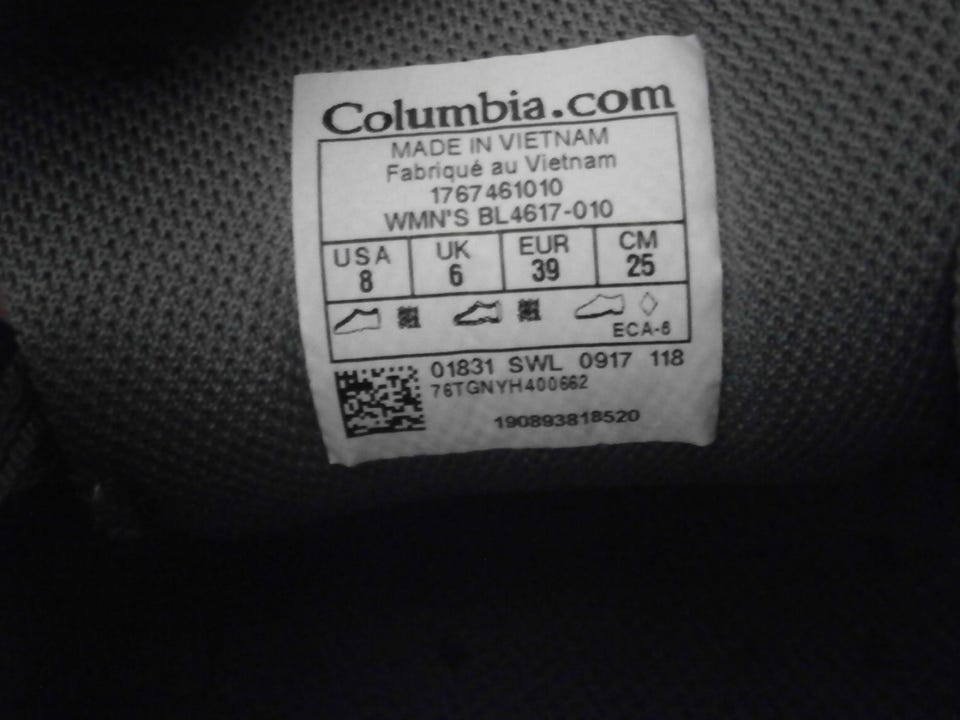 Columbia.com
MADE IN VIETNAM
Fabriqué au Vietnam
1767461010
WMN'S BL4617-010
USA UK EUR CM
8 6 39 25
ECA-6
01831 SWL 0917 118
76TGNYH400662
190893818520